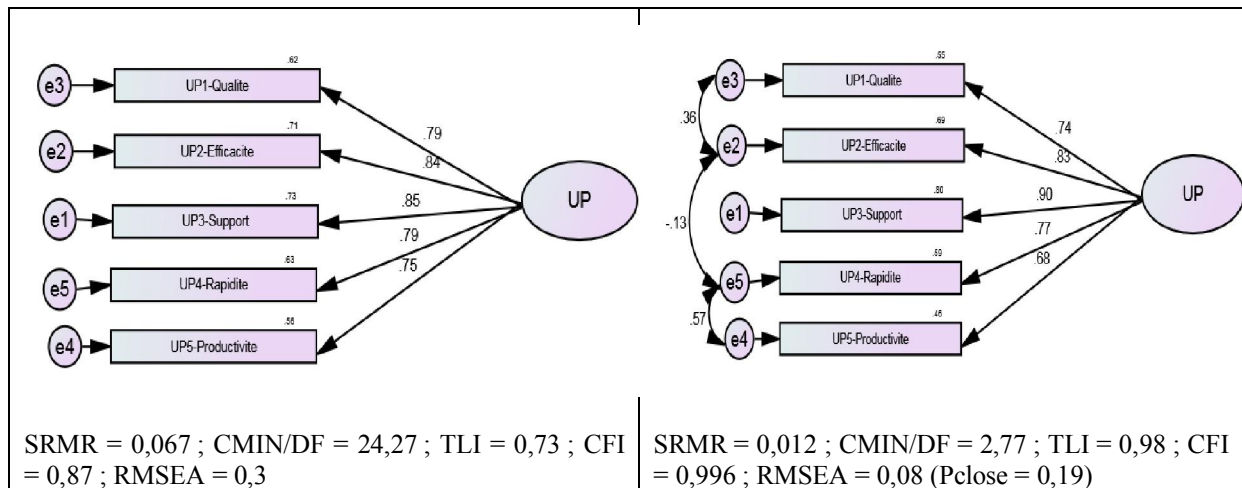 .62
e3
UP1-Qualite
.79
.71
e2
UP2-Efficacite
.84
.73
e1
UP3-Support
.85
UP
.79
.63
e5
UP4-Rapidite
.75
.56
e4
UP5-Productivite
SRMR = 0,067 ; CMIN/DF = 24,27 ; TLI = 0,73 ; CFI
= 0,87 ; RMSEA = 0,3
.55
e3
UP1-Qualite
.36
.74
.69
e2
UP2-Efficacite
.83
.80
e1
UP3-Support
.90
UP
-.13
.77
.59
e5
UP4-Rapidite
.68
.57
.46
e4
UP5-Productivite
SRMR = 0,012 ; CMIN/DF = 2,77 ; TLI = 0,98 ; CFI
= 0,996 ; RMSEA = 0,08 (Pclose = 0,19)